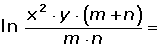 ln x²·y·(m+n)/m·n =